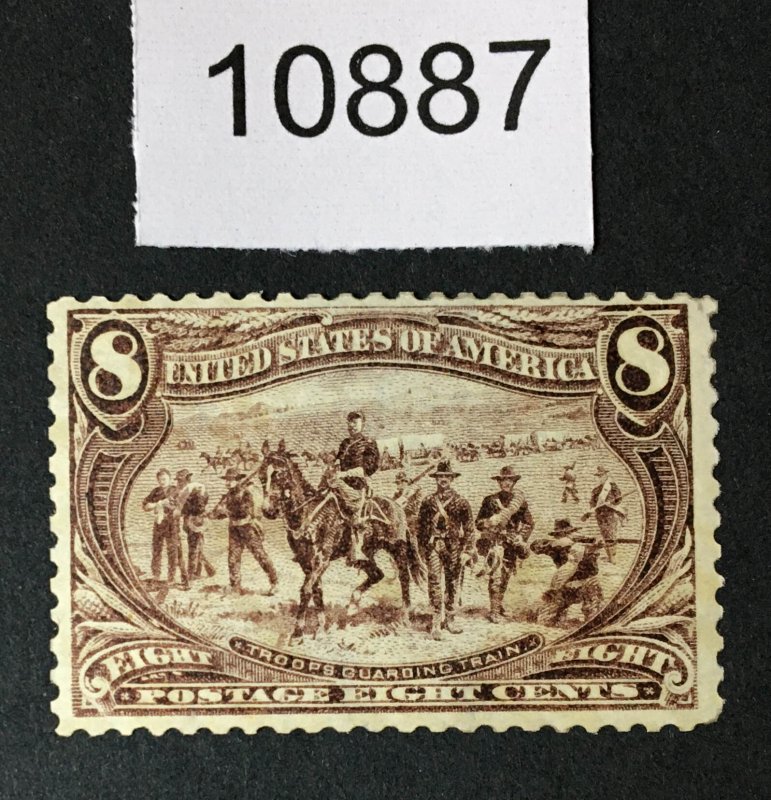 10887
8 8
UNITED STATES OF AMERICA
TROOPS GUARDING TRAIN.
EIGHT EIGHT
POSTAGE EIGHT CENTS